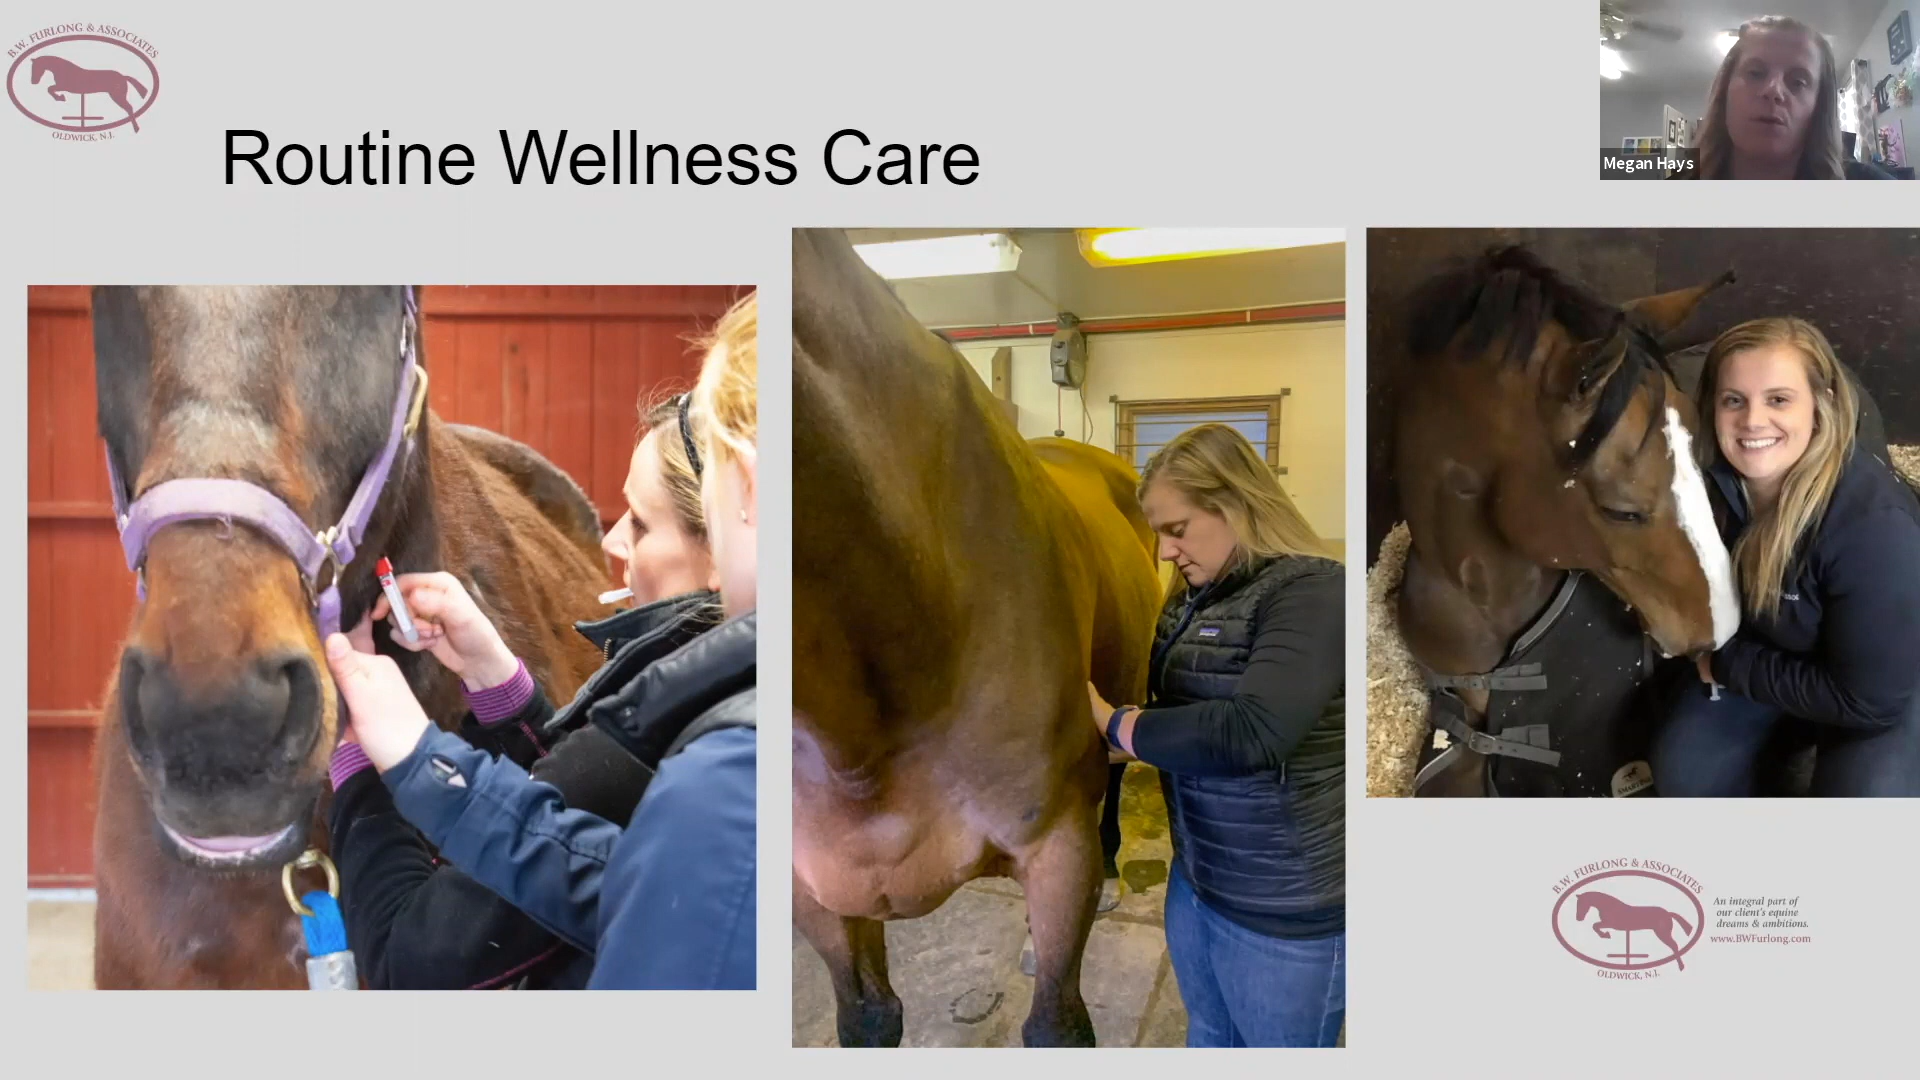 B.W. FURLONG & ASSOCIATES
OLDWICK, N.J.
Routine Wellness Care
Megan Hays
B.W. FURLONG & ASSOCIATES
OLDWICK, N.J.
An integral part of
our client's equine
dreams & ambitions.
www.BWFurlong.com